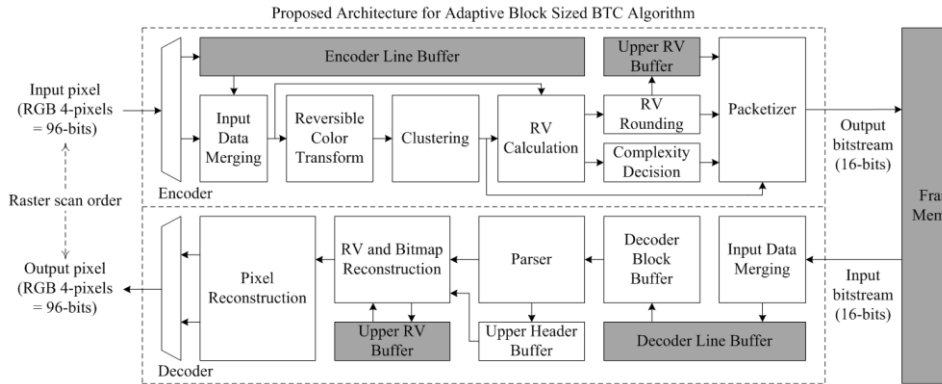 Proposed Architecture for Adaptive Block Sized BTC Algorithm
Input pixel
(RGB 4-pixels
= 96-bits)
Raster scan order
Output pixel
(RGB 4-pixels
= 96-bits)
Encoder
Encoder Line Buffer
Input
Data
Merging
Reversible
Color
Transform
Clustering
RV
Calculation
Upper RV
Buffer
RV
Rounding
Complexity
Decision
Packetizer
Output
bitstream
(16-bits)
Decoder
Pixel
Reconstruction
RV and Bitmap
Reconstruction
Upper RV
Buffer
Parser
Upper Header
Buffer
Decoder
Block
Buffer
Input Data
Merging
Decoder Line Buffer
Input
bitstream
(16-bits)